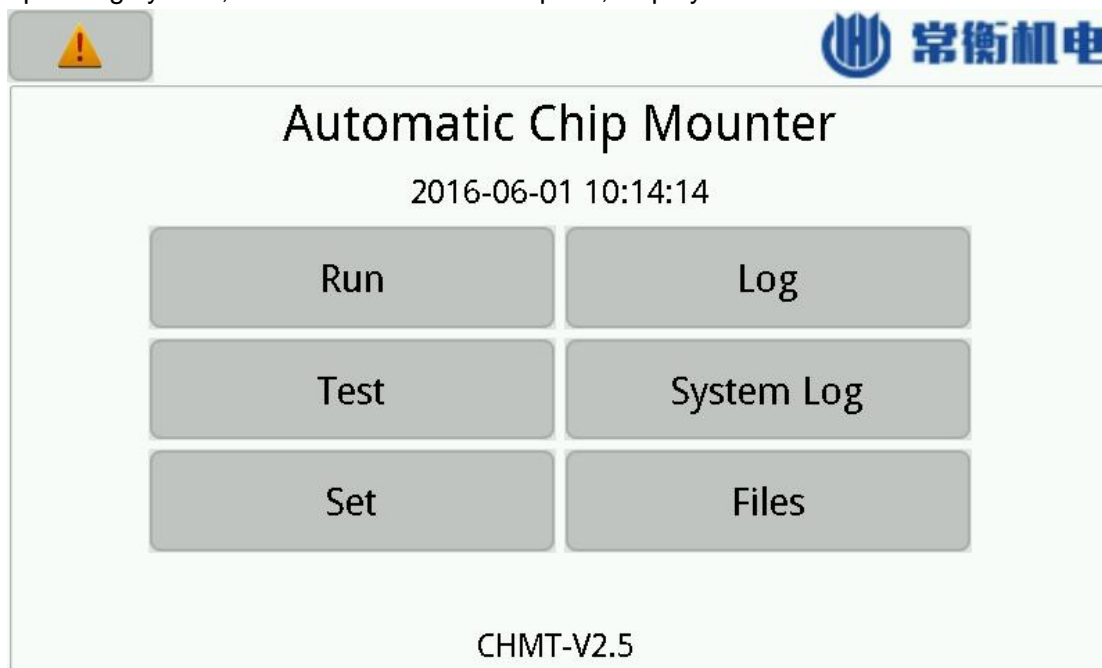 常衡机电
Automatic Chip Mounter
2016-06-01 10:14:14
Run
Log
Test
System Log
Set
Files
CHMT-V2.5